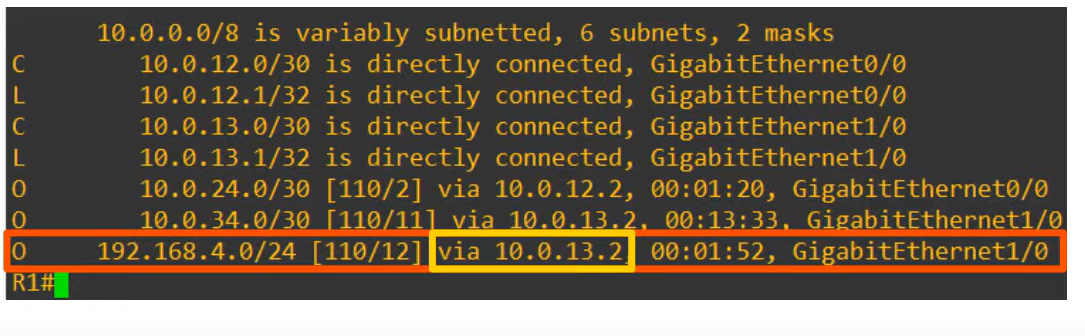 10.0.0.0/8 is variably subnetted, 6 subnets, 2 masks
C 10.0.12.0/30 is directly connected, GigabitEthernet0/0
L 10.0.12.1/32 is directly connected, GigabitEthernet0/0
C 10.0.13.0/30 is directly connected, GigabitEthernet1/0
L 10.0.13.1/32 is directly connected, GigabitEthernet1/0
O 10.0.24.0/30 [110/2] via 10.0.12.2, 00:01:20, GigabitEthernet0/0
O 10.0.34.0/30 [110/11] via 10.0.13.2, 00:13:33, GigabitEthernet1/0
O 192.168.4.0/24 [110/12] via 10.0.13.2, 00:01:52, GigabitEthernet1/0
R1#